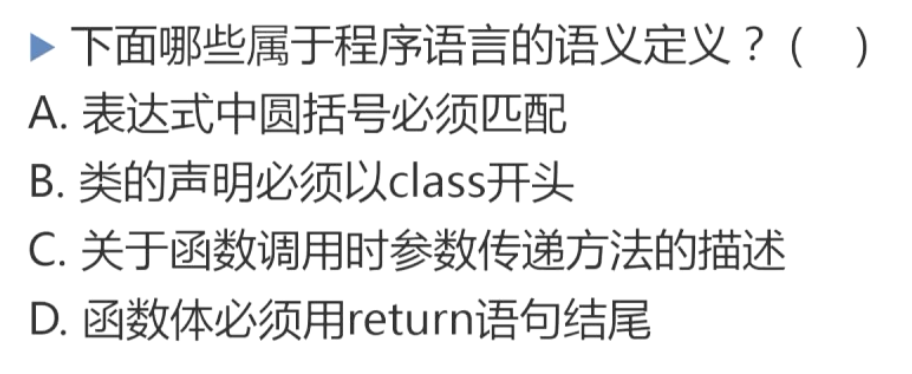 ▶ 下面哪些属于程序语言的语义定义？(    )
A. 表达式中圆括号必须匹配
B. 类的声明必须以class开头
C. 关于函数调用时参数传递方法的描述
D. 函数体必须用return语句结尾